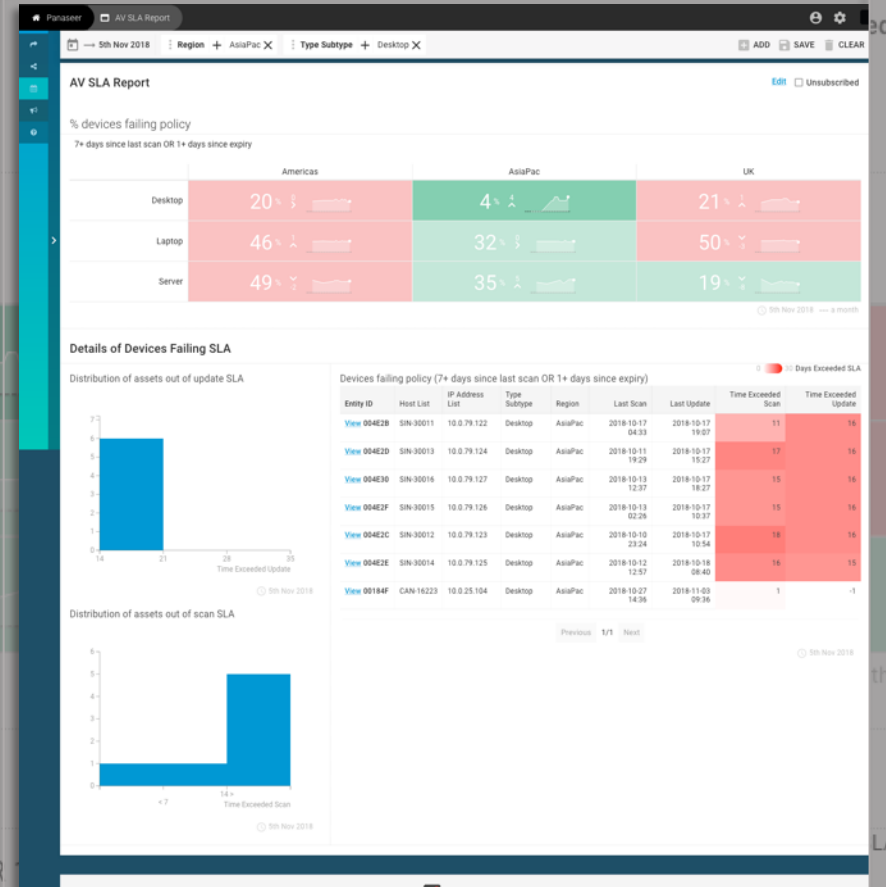 Panaseer AV SLA Report
5th Nov 2018 Region + AsiaPac X Type Subtype + Desktop X ADD SAVE CLEAR
AV SLA Report Edit Unsubscribed
% devices failing policy
7+ days since last scan OR 1+ days since expiry
Americas AsiaPac UK
Desktop 20% 4% 21%
Laptop 46% 32% 50%
Server 49% 35% 19%
5th Nov 2018 a month
Details of Devices Failing SLA
0 30 Days Exceeded SLA
Distribution of assets out of update SLA
7
6
5
4
3
2
1
0
14 21 28 35
Time Exceeded Update
5th Nov 2018
Distribution of assets out of scan SLA
6
5
4
3
2
1
0
< 7 14 >
Time Exceeded Scan
5th Nov 2018
Devices failing policy (7+ days since last scan OR 1+ days since expiry)
Entity ID Host List IP Address List Type Subtype Region Last Scan Last Update Time Exceeded Scan Time Exceeded Update
View 004E2B SIN-30011 10.0.79.122 Desktop AsiaPac 2018-10-17 04:33 2018-10-17 19:07 11 16
View 004E2D SIN-30013 10.0.79.124 Desktop AsiaPac 2018-10-11 19:29 2018-10-17 15:27 17 16
View 004E30 SIN-30016 10.0.79.127 Desktop AsiaPac 2018-10-13 12:37 2018-10-17 18:27 15 16
View 004E2F SIN-30015 10.0.79.126 Desktop AsiaPac 2018-10-13 02:26 2018-10-17 10:37 15 16
View 004E2C SIN-30012 10.0.79.123 Desktop AsiaPac 2018-10-10 23:24 2018-10-17 10:54 18 16
View 004E2E SIN-30014 10.0.79.125 Desktop AsiaPac 2018-10-12 12:57 2018-10-18 08:40 16 15
View 00184F CAN-16223 10.0.25.104 Desktop AsiaPac 2018-10-27 14:36 2018-11-03 09:36 1 -1
Previous 1/1 Next
5th Nov 2018